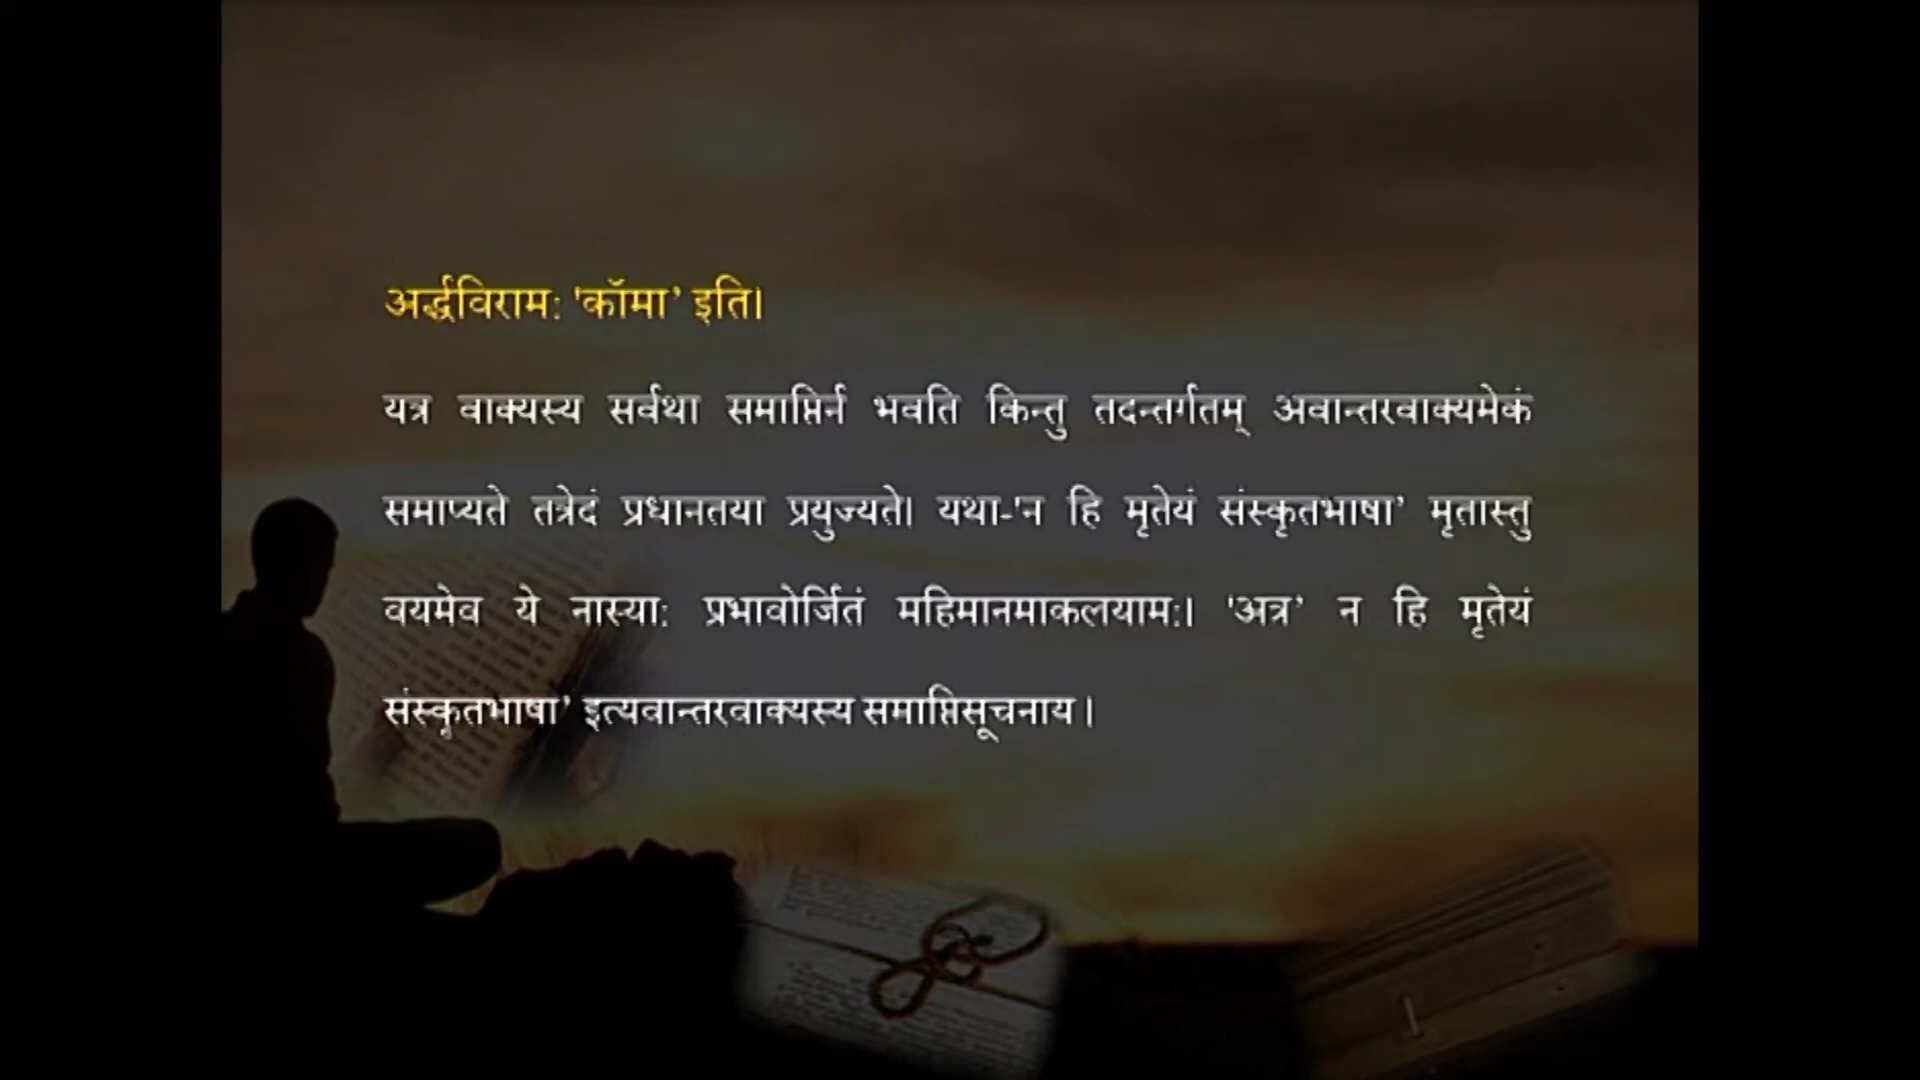 अर्द्धविराम: 'कॉमा’ इति।
यत्र वाक्यस्य सर्वथा समाप्तिर्न भवति किन्तु तदन्तर्गतम् अवान्तरवाक्यमेकं
समाप्यते तत्रेदं प्रधानतया प्रयुज्यते। यथा-'न हि मृतेयं संस्कृतभाषा’ मृतास्तु
वयमेव ये नास्या: प्रभावोर्जितं महिमानमाकलयाम:। 'अत्र’ न हि मृतेयं
संस्कृतभाषा’ इत्यवान्तरवाक्यस्य समाप्तिसूचनाय।